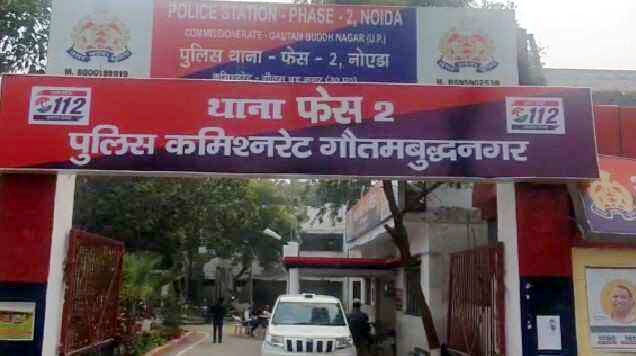 POLICE STATION - PHASE - 2, NOIDA
COMMISSIONERATE - GAUTAM BUDDH NAGAR (U.P.)
पुलिस थाना - फेस - 2, नोएडा
112
थाना फेस 2
112
पुलिस कमिश्नरेट गौतमबुद्धनगर